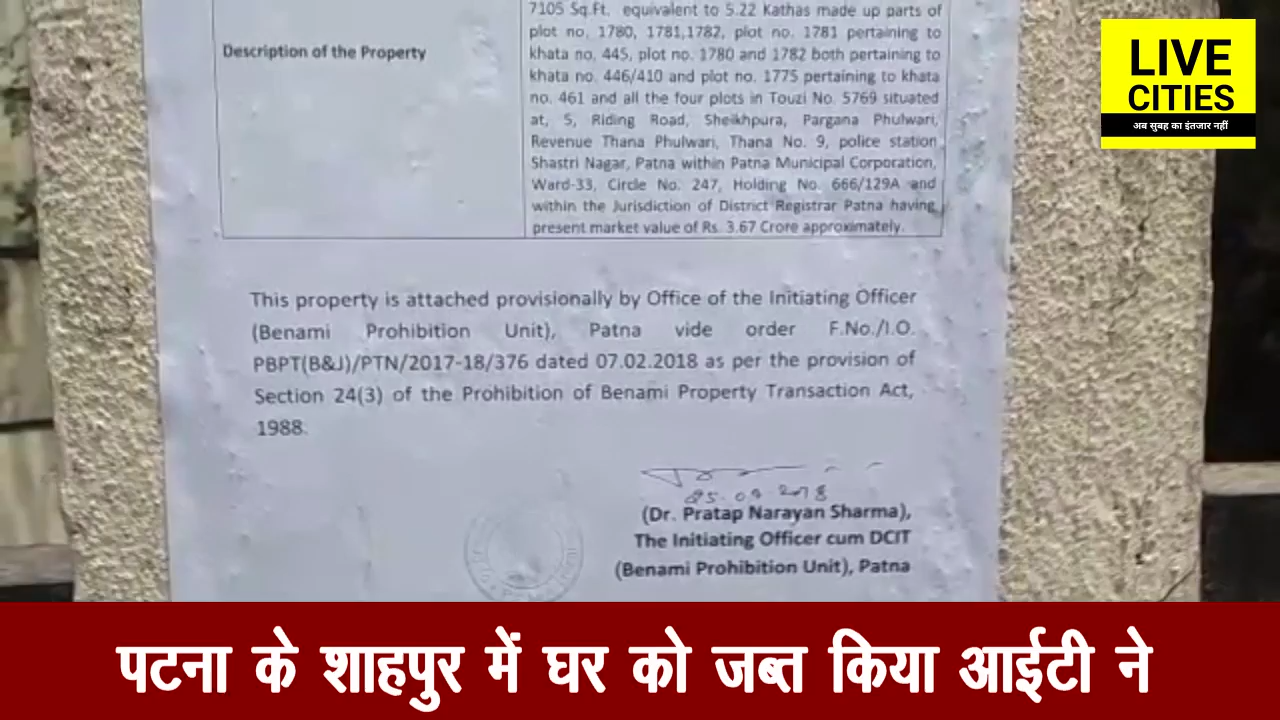 7105 Sq.Ft. equivalent to 5.22 Kathas made up parts of
plot no. 1780, 1781,1782, plot no. 1781 pertaining to
Description of the Property
khata no. 445, plot no. 1780 and 1782 both pertaining to
khata no. 446/410 and plot no. 1775 pertaining to khata
no. 461 and all the four plots in Touzi No. 5769 situated
at, 5, Riding Road, Sheikhpura, Pargana Phulwari,
Revenue Thana Phulwari, Thana No. 9, police station
Shastri Nagar, Patna within Patna Municipal Corporation,
Ward-33, Circle No. 247, Holding No. 666/129A and
within the Jurisdiction of District Registrar Patna having
present market value of Rs. 3.67 Crore approximately.
This property is attached provisionally by Office of the Initiating Officer
(Benami Prohibition Unit), Patna vide order F.No./I.O.
PBPT(B&J)/PTN/2017-18/376 dated 07.02.2018 as per the provision of
Section 24(3) of the Prohibition of Benami Property Transaction Act,
1988.
(Dr. Pratap Narayan Sharma),
The Initiating Officer cum DCIT
(Benami Prohibition Unit), Patna
LIVE
CITIES
अब सुबह का इंतजार नहीं
पटना के शाहपुर में घर को जब्त किया आईटी ने